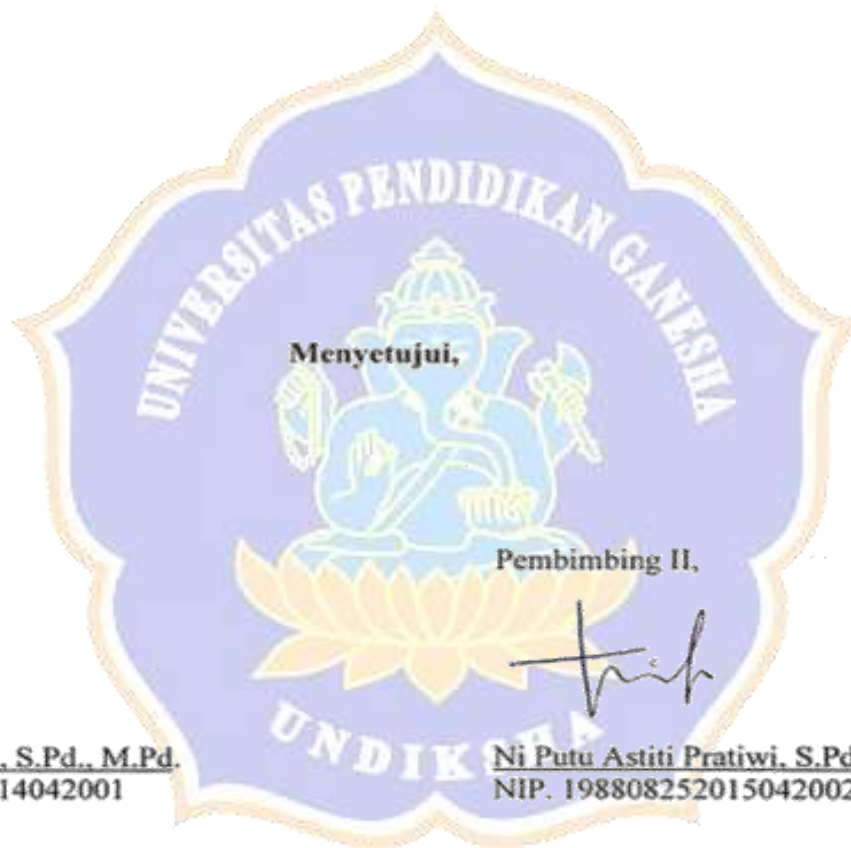 UNIVERSITAS PENDIDIKAN GANESHA
Menyetujui,
Pembimbing II,
UNDIKSHA
, S.Pd., M.Pd.
14042001
Ni Putu Astiti Pratiwi, S.Pd
NIP. 198808252015042002